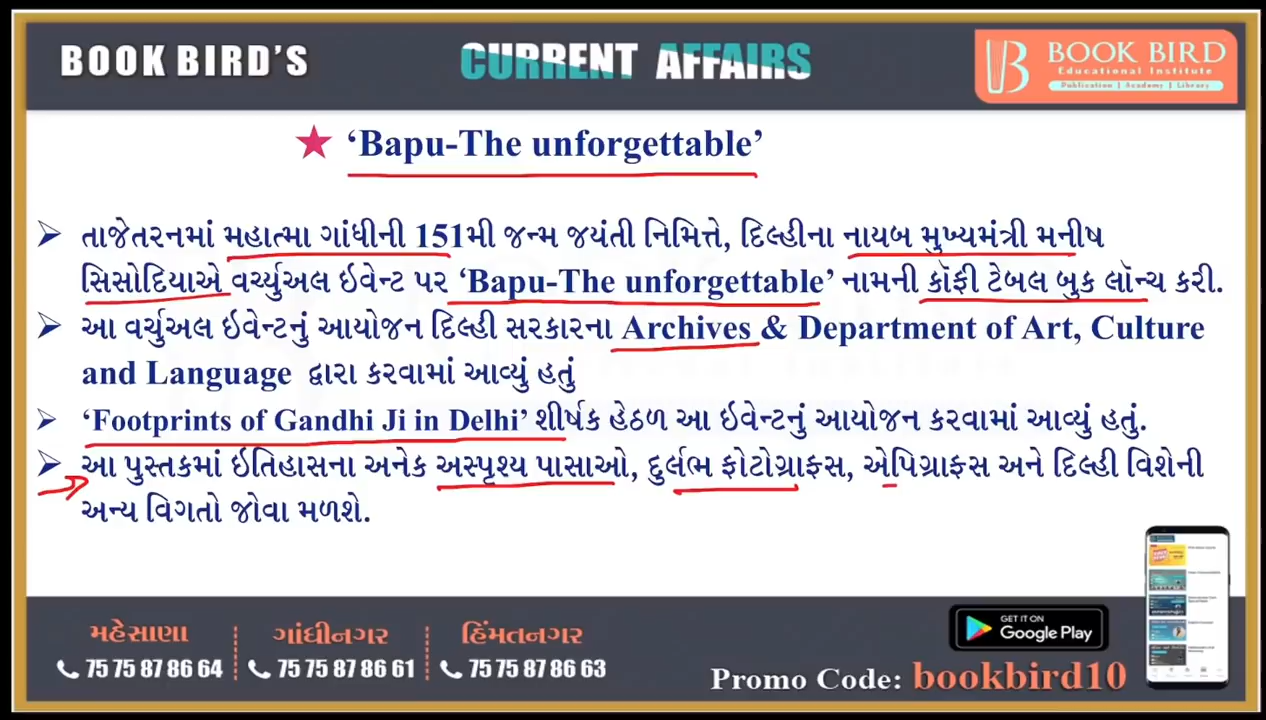 BOOK BIRD'S
CURRENT AFFAIRS
BOOK BIRD
Educational Institute
Publication | Academy | Library
★ ‘Bapu-The unforgettable’
➢ તાજેતરનમાં મહાત્મા ગાંધીની 151મી જન્મ જયંતી નિમિત્તે, દિલ્હીના નાયબ મુખ્યમંત્રી મનીષ
સિસોદિયાએ વર્ચ્યુઅલ ઇવેન્ટ પર ‘Bapu-The unforgettable’ નામની કૉફી ટેબલ બુક લૉન્ચ કરી.
➢ આ વર્ચુઅલ ઇવેન્ટનું આયોજન દિલ્હી સરકારના Archives & Department of Art, Culture
and Language દ્વારા કરવામાં આવ્યું હતું
➢ ‘Footprints of Gandhi Ji in Delhi’ શીર્ષક હેઠળ આ ઇવેન્ટનું આયોજન કરવામાં આવ્યું હતું.
➢ આ પુસ્તકમાં ઇતિહાસના અનેક અસ્પૃશ્ય પાસાઓ, દુર્લભ ફોટોગ્રાફ્સ, એપિગ્રાફ્સ અને દિલ્હી વિશેની
અન્ય વિગતો જોવા મળશે.
મહેસાણા
75 75 87 86 64
ગાંધીનગર
75 75 87 86 61
હિંમતનગર
75 75 87 86 63
GET IT ON
Google Play
Promo Code: bookbird10